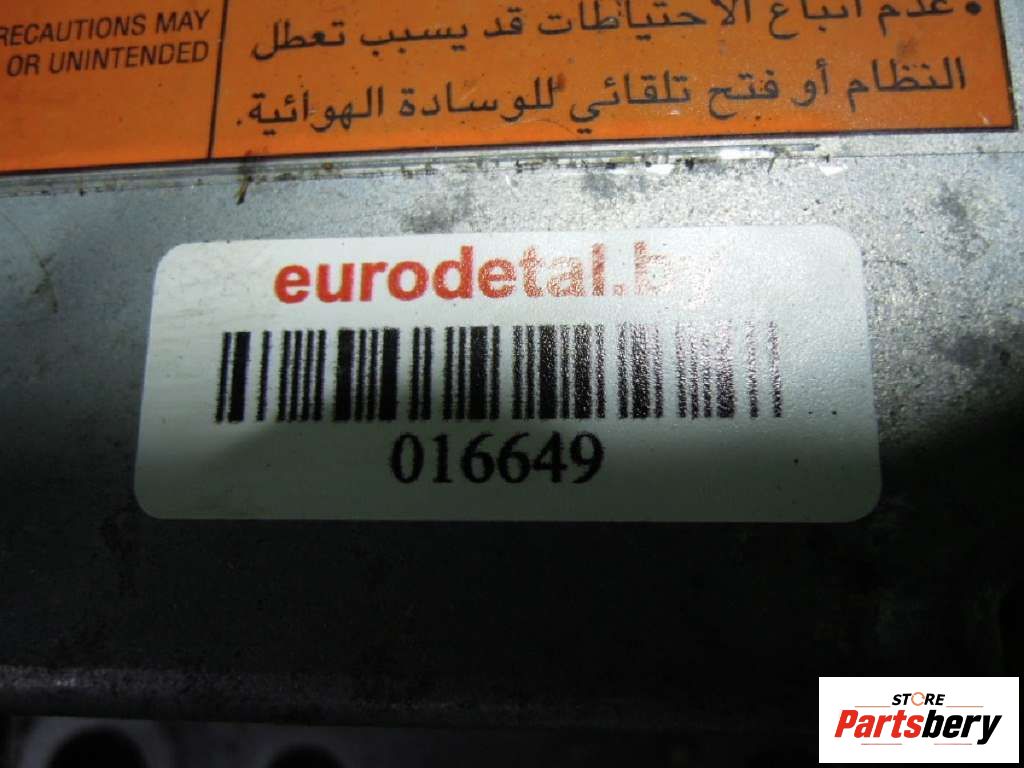 RECAUTIONS MAY
OR UNINTENDED
• عدم اتباع الاحتياطات قد يسبب تعطل
النظام أو فتح تلقائي للوسادة الهوائية.
eurodetal.by
016649
STORE
Partsbery